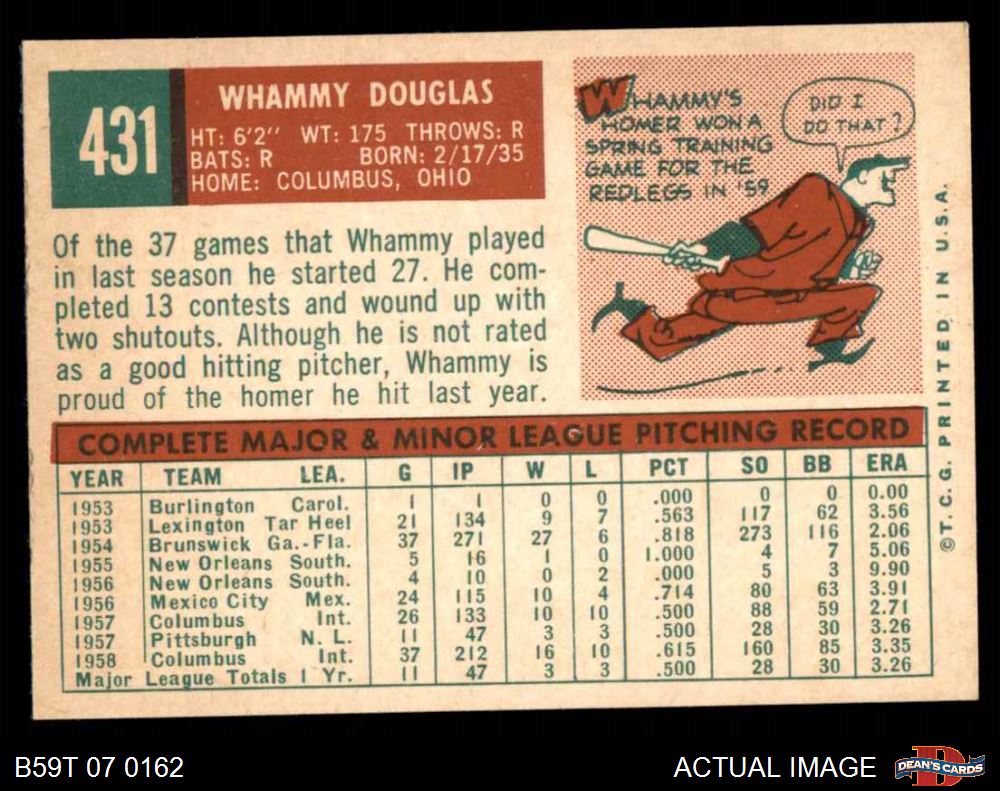 431
WHAMMY DOUGLAS
HT: 6'2" WT: 175 THROWS: R
BATS: R BORN: 2/17/35
HOME: COLUMBUS, OHIO
Of the 37 games that Whammy played
in last season he started 27. He com-
pleted 13 contests and wound up with
two shutouts. Although he is not rated
as a good hitting pitcher, Whammy is
proud of the homer he hit last year.
WHAMMY'S
HOMER WON A
SPRING TRAINING
GAME FOR THE
REDLEGS IN '59
DID I
DO THAT?
COMPLETE MAJOR & MINOR LEAGUE PITCHING RECORD
YEAR TEAM LEA. G IP W L PCT SO BB ERA
1953 Burlington Carol. 1 1 0 0 .000 0 0 0.00
1953 Lexington Tar Heel 21 134 9 7 .563 117 62 3.56
1954 Brunswick Ga.-Fla. 37 271 27 6 .818 273 116 2.06
1955 New Orleans South. 5 16 1 0 1.000 4 7 5.06
1956 New Orleans South. 4 10 0 2 .000 5 3 9.90
1956 Mexico City Mex. 24 115 10 4 .714 80 63 3.91
1957 Columbus Int. 26 133 10 10 .500 88 59 2.71
1957 Pittsburgh N. L. 11 47 3 3 .500 28 30 3.26
1958 Columbus Int. 37 212 16 10 .615 160 85 3.35
Major League Totals 1 Yr. 11 47 3 3 .500 28 30 3.26
©T. C. G. PRINTED IN U.S.A.
B59T 07 0162
ACTUAL IMAGE
DEAN'S CARDS